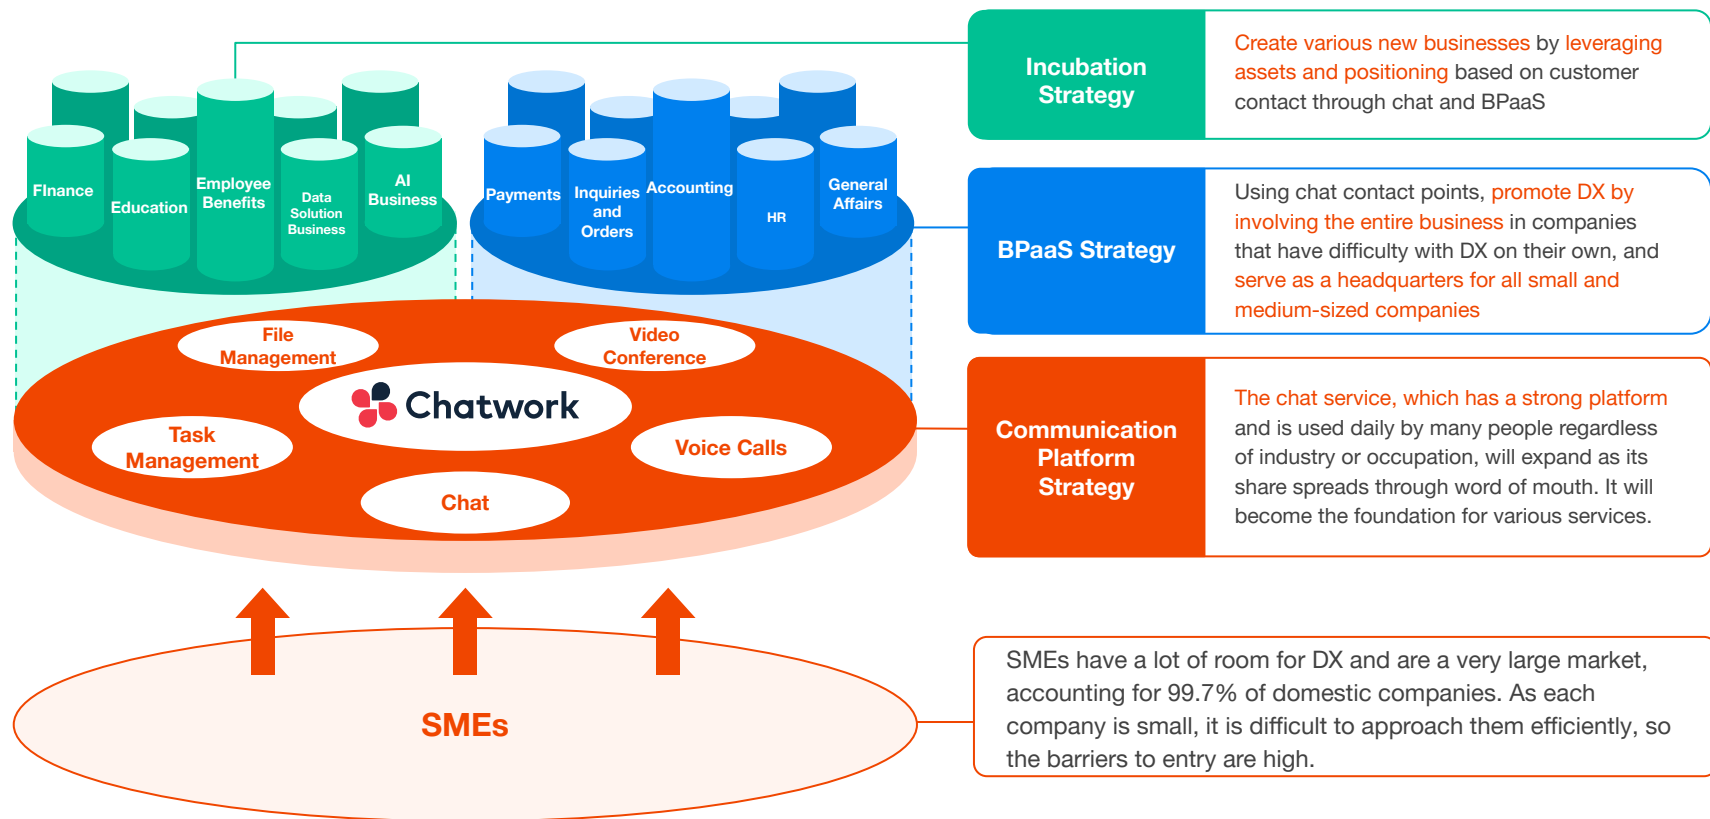 FInance
Education
Employee
Benefits
Data
Solution
Business
AI
Business
Payments
Inquiries
and
Orders
Accounting
HR
General
Affairs
File
Management
Video
Conference
Chatwork
Task
Management
Voice Calls
Chat
SMEs
Incubation
Strategy
Create various new businesses by leveraging
assets and positioning based on customer
contact through chat and BPaaS
BPaaS Strategy
Using chat contact points, promote DX by
involving the entire business in companies
that have difficulty with DX on their own, and
serve as a headquarters for all small and
medium-sized companies
Communication
Platform
Strategy
The chat service, which has a strong platform
and is used daily by many people regardless
of industry or occupation, will expand as its
share spreads through word of mouth. It will
become the foundation for various services.
SMEs have a lot of room for DX and are a very large market,
accounting for 99.7% of domestic companies. As each
company is small, it is difficult to approach them efficiently, so
the barriers to entry are high.